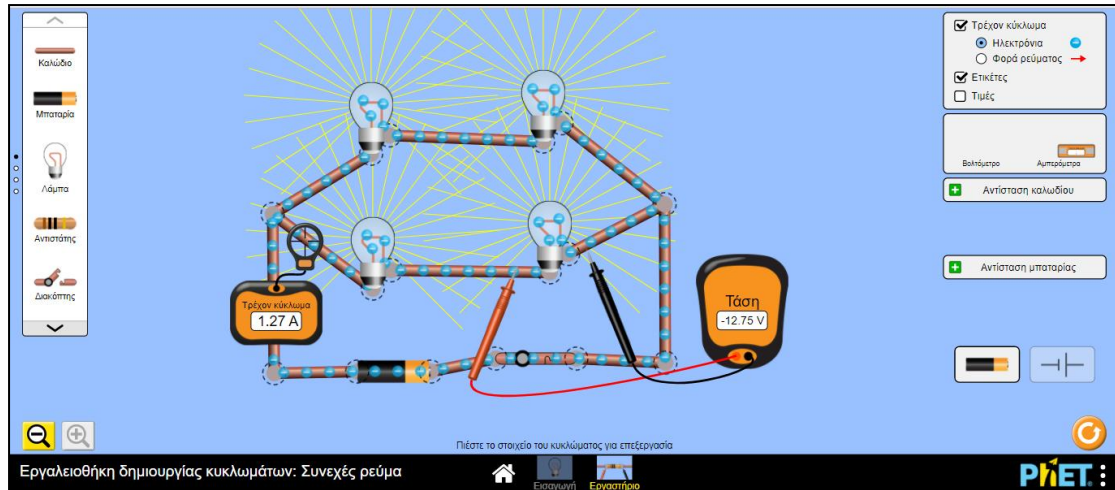 Τρέχον κύκλωμα
Ηλεκτρόνια
Φορά ρεύματος
Ετικέτες
Τιμές
Καλώδιο
Μπαταρία
Λάμπα
Αντιστάτης
Διακόπτης
Βολτόμετρο Αμπερόμετρα
Αντίσταση καλωδίου
Αντίσταση μπαταρίας
Τρέχον κύκλωμα
1.27 A
Τάση
-12.75 V
Πιέστε το στοιχείο του κυκλώματος για επεξεργασία
Εργαλειοθήκη δημιουργίας κυκλωμάτων: Συνεχές ρεύμα
Εισαγωγή Εργαστήριο
PhET